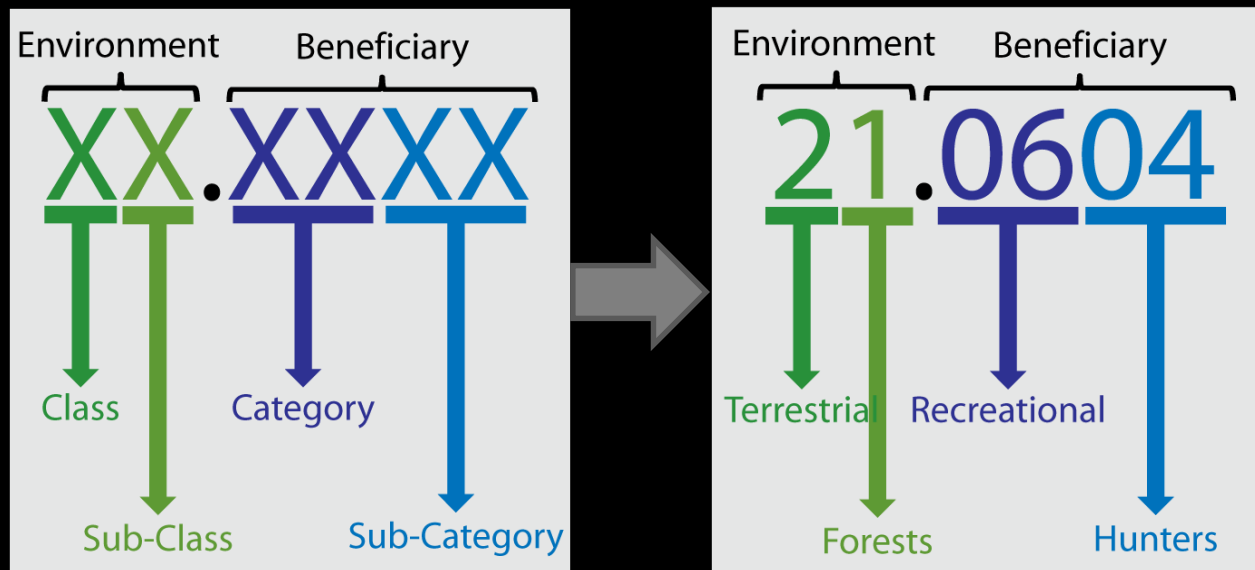 Environment Beneficiary
XX.XXXX
Class Category
Sub-Class Sub-Category
Environment Beneficiary
21.0604
Terrestrial Recreational
Forests Hunters